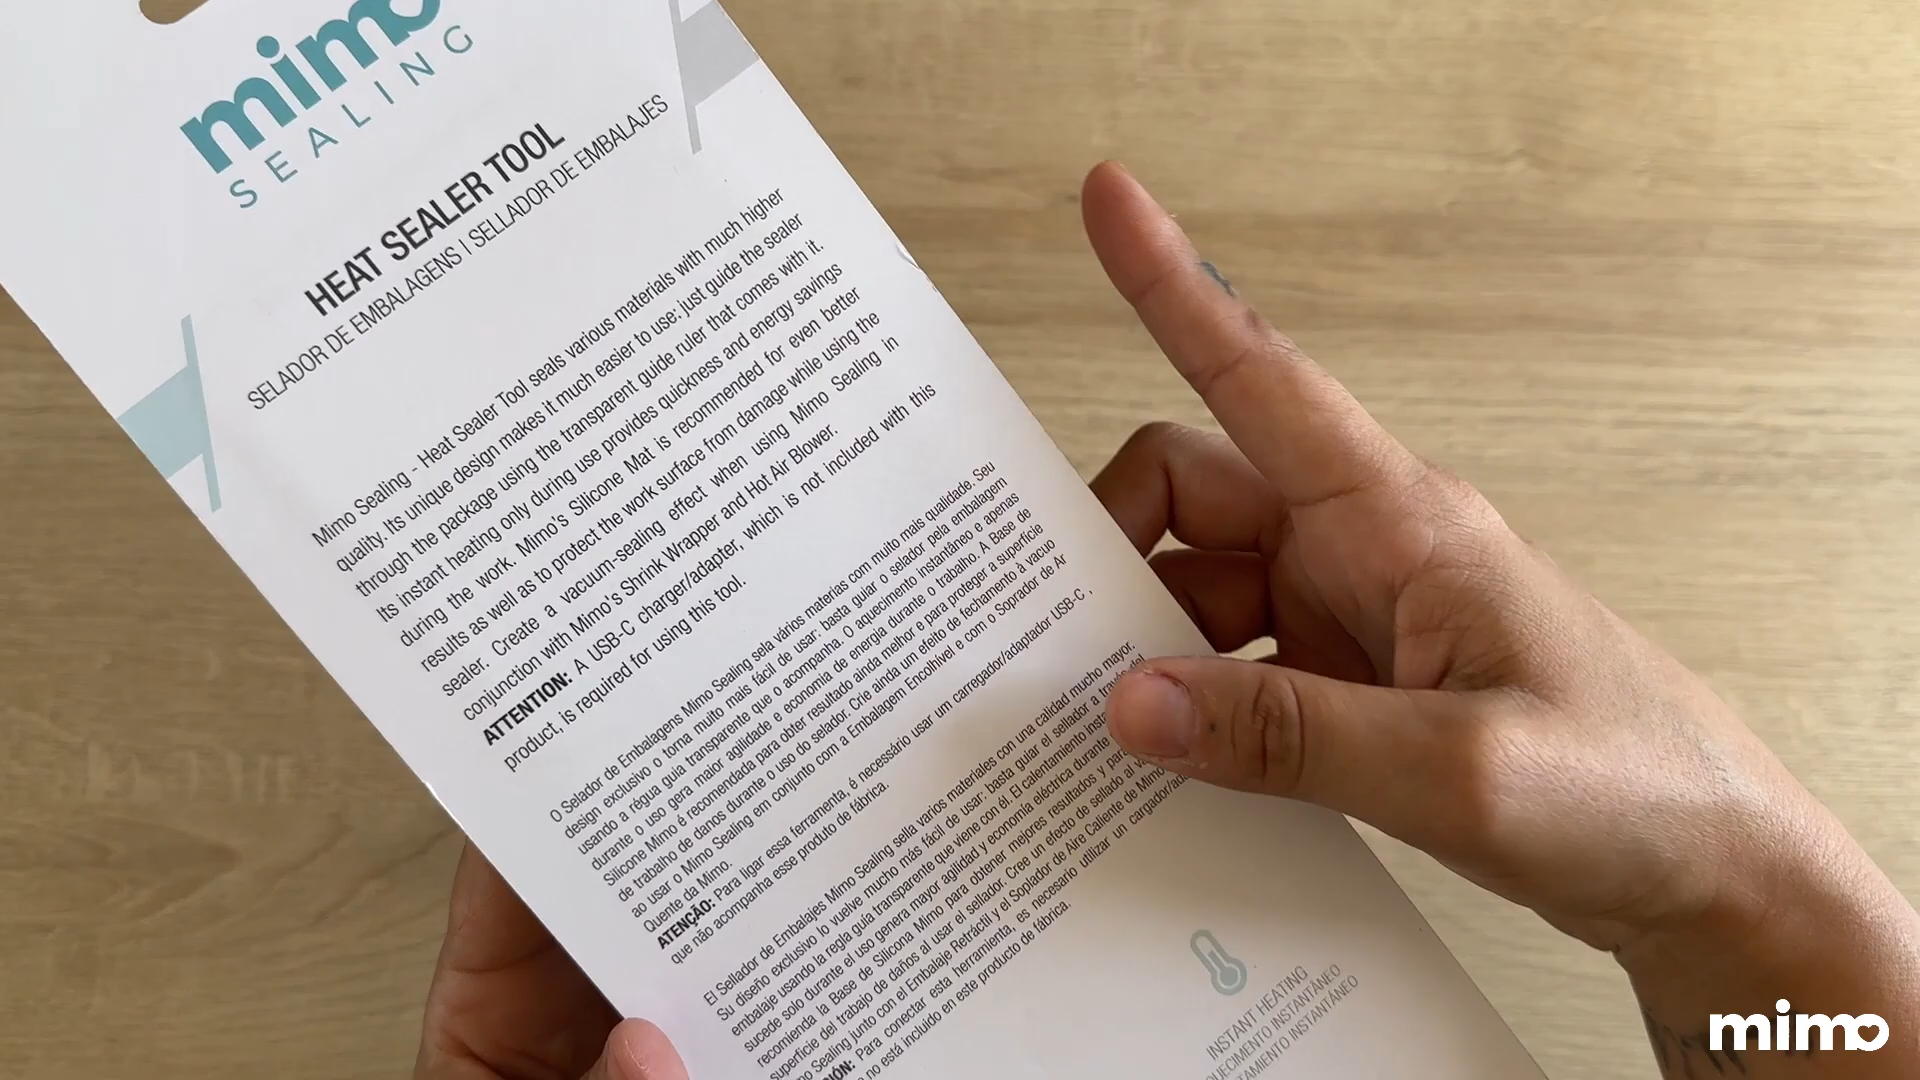 mimo
SEALING
HEAT SEALER TOOL
SELADOR DE EMBALAGENS | SELLADOR DE EMBALAJES
Mimo Sealing - Heat Sealer Tool seals various materials with much higher
quality. Its unique design makes it much easier to use: just guide the sealer
through the package using the transparent guide ruler that comes with it.
Its instant heating only during use provides quickness and energy savings
during the work. Mimo's Silicone Mat is recommended for even better
results as well as to protect the work surface from damage while using the
sealer. Create a vacuum-sealing effect when using Mimo Sealing in
conjunction with Mimo's Shrink Wrapper and Hot Air Blower.
ATTENTION: A USB-C charger/adapter, which is not included with this
product, is required for using this tool.
O Selador de Embalagens Mimo Sealing sela vários materias com muito mais qualidade. Seu
design exclusivo o torna muito mais fácil de usar: basta guiar o selador pela embalagem
usando a régua guia transparente que o acompanha. O aquecimento instantâneo e apenas
durante o uso gera maior agilidade e economia de energia durante o trabalho. A Base de
Silicone Mimo é recomendada para obter resultado ainda melhor e para proteger a superfície
de trabalho de danos durante o uso do selador. Crie ainda um efeito de fechamento à vacuo
ao usar o Mimo Sealing em conjunto com a Embalagem Encolhível e com o Soprador de Ar
Quente da Mimo.
ATENÇÃO: Para ligar essa ferramenta, é necessário usar um carregador/adaptador USB-C ,
que não acompanha esse produto de fábrica.
El Sellador de Embalajes Mimo Sealing sella varios materiales con una calidad mucho mayor.
Su diseño exclusivo lo vuelve mucho más fácil de usar: basta guiar el sellador a través del
embalaje usando la regla guía transparente que viene con él. El calentamiento
sucede solo durante el uso genera mayor agilidad y economía eléctrica durante
recomienda la Base de Silicona Mimo para obtener mejores resultados y para
superficie del trabajo de daños al usar el sellador. Cree un efecto de sellado al
Sealing junto con el Embalaje Retráctil y el Soplador de Aire Caliente de Mimo
Para conectar esta herramienta, es necesario utilizar un
no está incluido en este producto de fábrica.
INSTANT HEATING
mimo